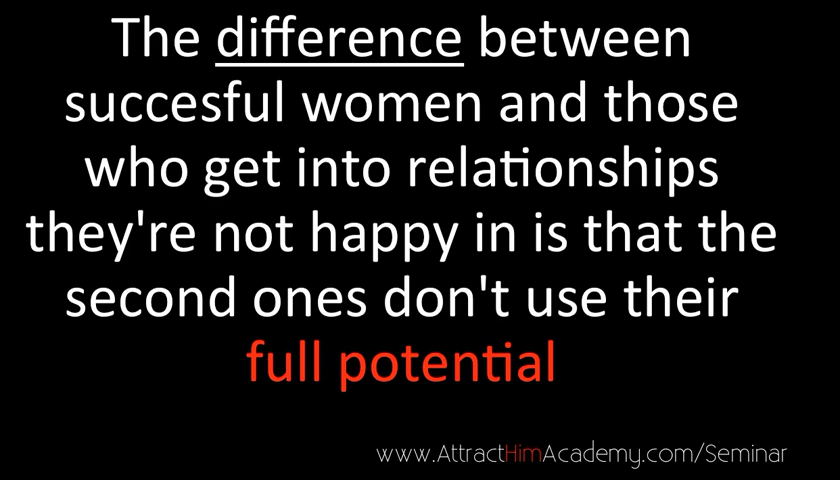 The difference between
succesful women and those
who get into relationships
they're not happy in is that the
second ones don't use their
full potential
www.AttractHimAcademy.com/Seminar